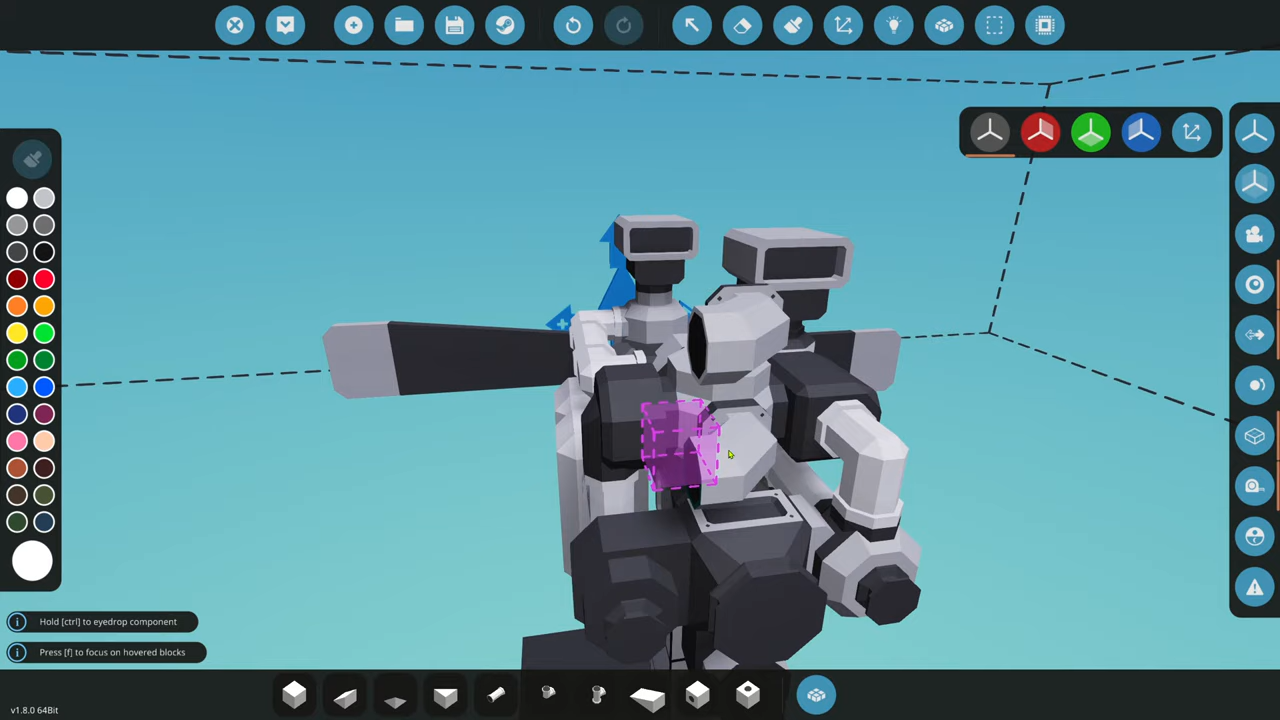 Hold [ctrl] to eyedrop component
Press [f] to focus on hovered blocks
v1.8.0 64Bit